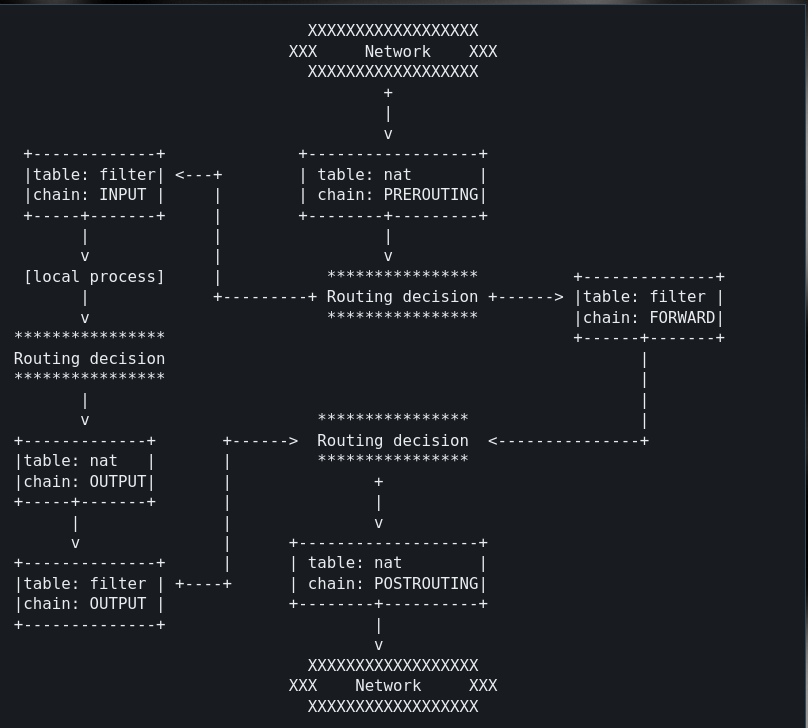 XXXXXXXXXXXXXXXXXX
                             XXX     Network    XXX
                               XXXXXXXXXXXXXXXXXX
                                       +
                                       |
                                       v
 +-------------+              +------------------+
 |table: filter| <---+        | table: nat       |
 |chain: INPUT |     |        | chain: PREROUTING|
 +-----+-------+     |        +--------+---------+
       |             |                 |
       v             |                 v
 [local process]     |           ****************          +--------------+
       |             +---------+ Routing decision +------> |table: filter |
       v                         ****************          |chain: FORWARD|
****************                                           +------+-------+
Routing decision                                                  |
****************                                                  |
       |                                                          |
       v                        ****************                  |
+-------------+       +------>  Routing decision  <---------------+
|table: nat   |       |         ****************
|chain: OUTPUT|       |               +
+-----+-------+       |               |
      |               |               v
      v               |      +-------------------+
+--------------+      |      | table: nat        |
|table: filter | +----+      | chain: POSTROUTING|
|chain: OUTPUT |             +--------+----------+
+--------------+                      |
                                      v
                               XXXXXXXXXXXXXXXXXX
                             XXX    Network     XXX
                               XXXXXXXXXXXXXXXXXX